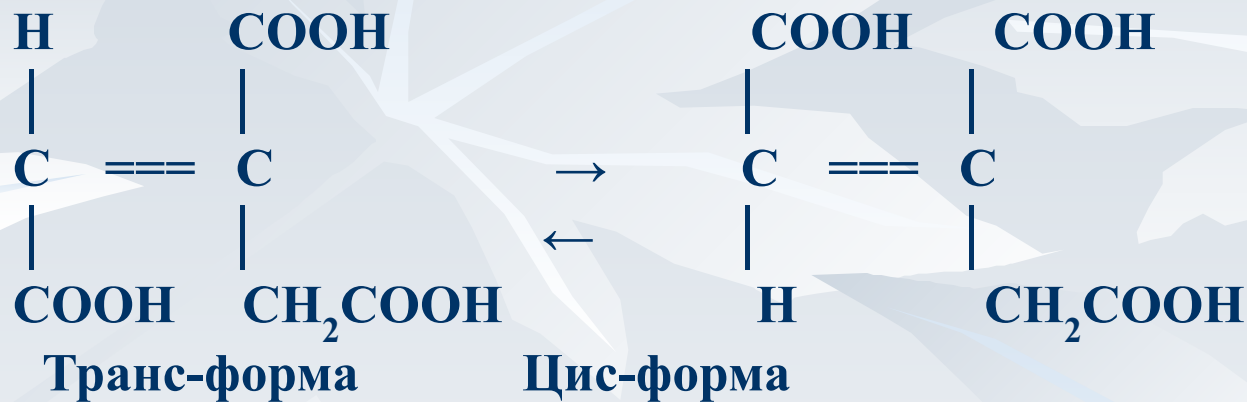 H COOH COOH COOH
| | | |
C === C → C === C
| | ← | |
COOH CH₂COOH H CH₂COOH
Транс-форма Цис-форма